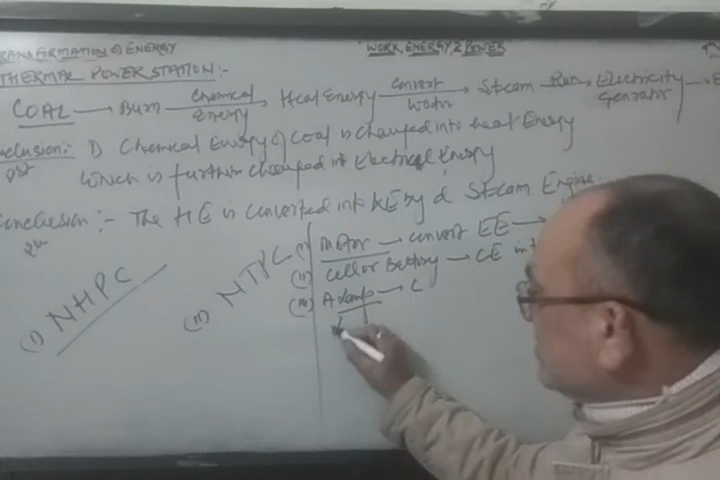 TRANSFORMATION of ENERGY
WORK, ENERGY & POWER
THERMAL POWER STATION:-
COAL → Burn Chemical Energy → Heat Energy Convert Water → Steam Run → Electricity Genrator →
nclusion:- 1) Chemical Energy of Coal is changed into heat Energy
which is further changed into Electrical Energy
Conclusion:- The HE is converted into KE by a Steam Engine.
2nd
(i) NHPC
(ii) NTPC
(i) Motor → convert EE →
(ii) Cell or Battery → CE in
(iii) A lamp → L